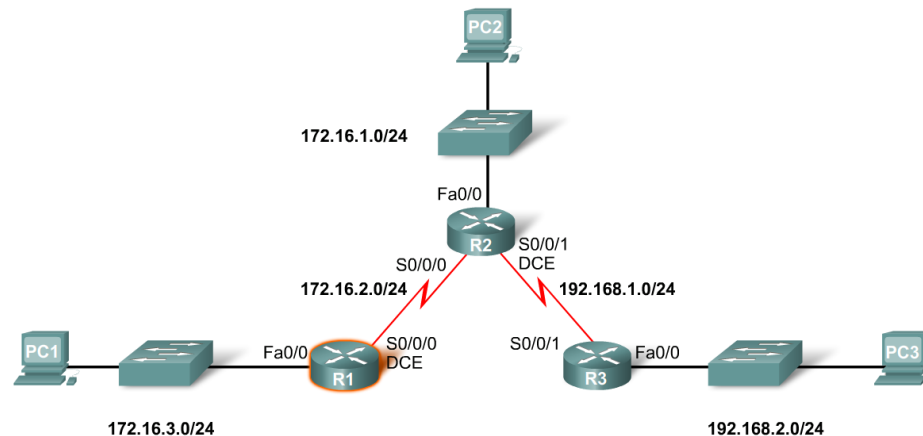 PC2
172.16.1.0/24
Fa0/0
R2
S0/0/1
DCE
S0/0/0
172.16.2.0/24
192.168.1.0/24
PC1
Fa0/0
R1
S0/0/0
DCE
S0/0/1
R3
Fa0/0
PC3
172.16.3.0/24
192.168.2.0/24